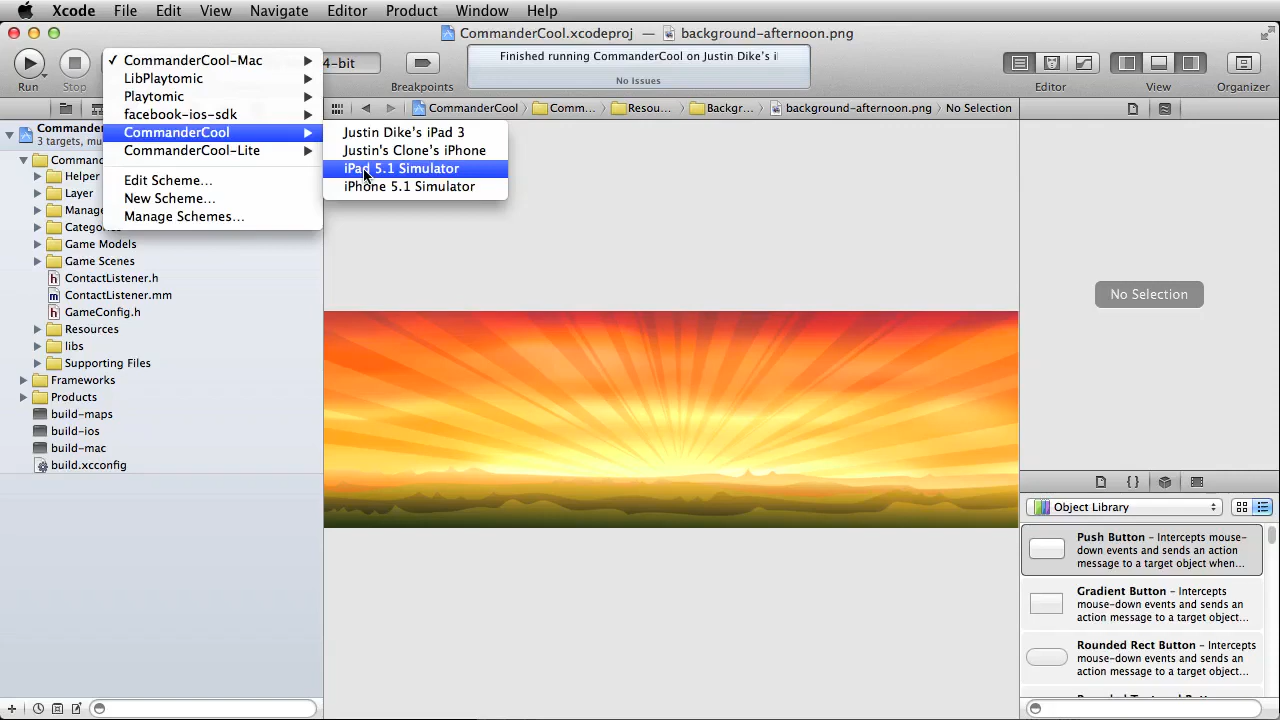 Xcode File Edit View Navigate Editor Product Window Help
CommanderCool.xcodeproj — background-afternoon.png
Run
Stop
4-bit
Breakpoints
Finished running CommanderCool on Justin Dike's i
No Issues
Editor
View
Organizer
✓ CommanderCool-Mac
LibPlaytomic
Playtomic
facebook-ios-sdk
CommanderCool
CommanderCool-Lite
Edit Scheme...
New Scheme...
Manage Schemes...
Justin Dike's iPad 3
Justin's Clone's iPhone
iPad 5.1 Simulator
iPhone 5.1 Simulator
CommanderCool
Comm...
Resou...
Backgr...
background-afternoon.png
No Selection
Commander
3 targets, mu
Comman
Helper
Layer
Manage
Categor
Game Models
Game Scenes
h ContactListener.h
m ContactListener.mm
h GameConfig.h
Resources
libs
Supporting Files
Frameworks
Products
build-maps
build-ios
build-mac
build.xcconfig
No Selection
{ }
Object Library
Push Button – Intercepts mouse-
down events and sends an action
message to a target object when...
Gradient Button – Intercepts
mouse-down events and sends an
action message to a target object...
Rounded Rect Button – Intercepts
mouse-down events and sends an
action message to a target object...